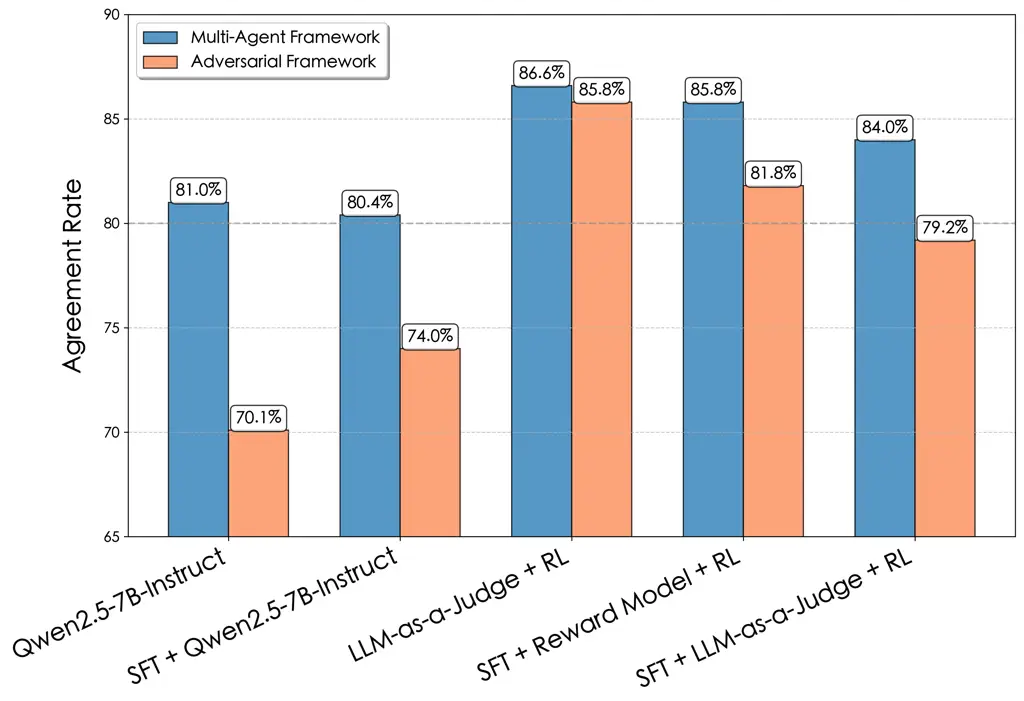 90
85
80
75
70
65
Agreement Rate
Multi-Agent Framework
Adversarial Framework
81.0%
70.1%
80.4%
74.0%
86.6%
85.8%
85.8%
81.8%
84.0%
79.2%
Qwen2.5-7B-Instruct
SFT + Qwen2.5-7B-Instruct
LLM-as-a-Judge + RL
SFT + Reward Model + RL
SFT + LLM-as-a-Judge + RL